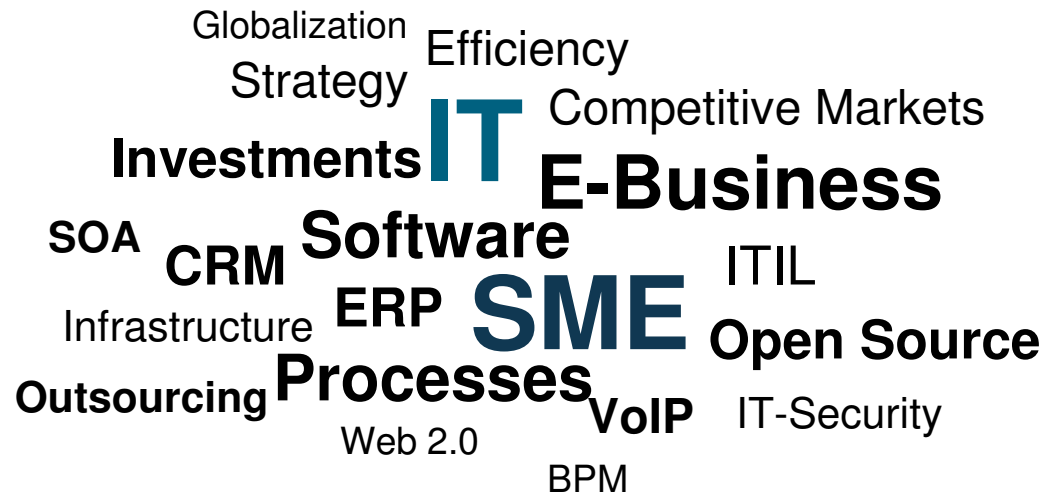 Globalization
Efficiency
Strategy
IT
Competitive Markets
Investments
E-Business
SOA
CRM
Software
ITIL
Infrastructure
ERP
SME
Open Source
Outsourcing
Processes
VoIP
IT-Security
Web 2.0
BPM